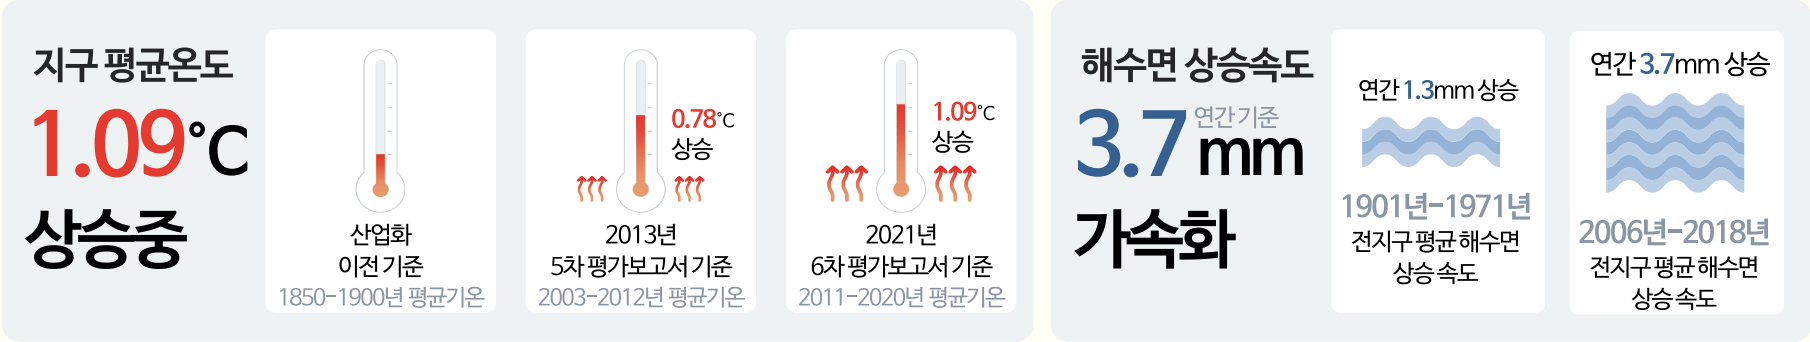 지구 평균온도
1.09°C
상승중
산업화
이전 기준
1850-1900년 평균기온
0.78°C
상승
2013년
5차 평가보고서 기준
2003-2012년 평균기온
1.09°C
상승
2021년
6차 평가보고서 기준
2011-2020년 평균기온
해수면 상승속도
3.7 연간 기준
mm
가속화
연간 1.3mm 상승
1901년-1971년
전지구 평균 해수면
상승 속도
연간 3.7mm 상승
2006년-2018년
전지구 평균 해수면
상승 속도